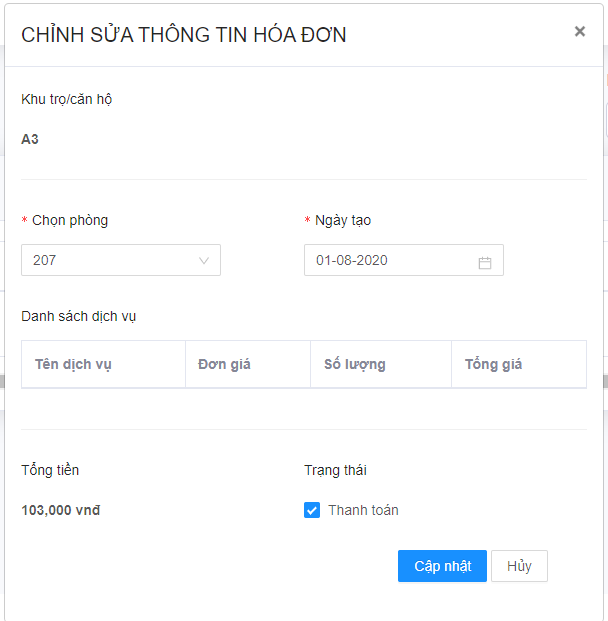 CHỈNH SỬA THÔNG TIN HÓA ĐƠN ×
Khu trọ/căn hộ
A3
* Chọn phòng * Ngày tạo
207 01-08-2020
Danh sách dịch vụ
Tên dịch vụ Đơn giá Số lượng Tổng giá
Tổng tiền Trạng thái
103,000 vnđ Thanh toán
Cập nhật Hủy